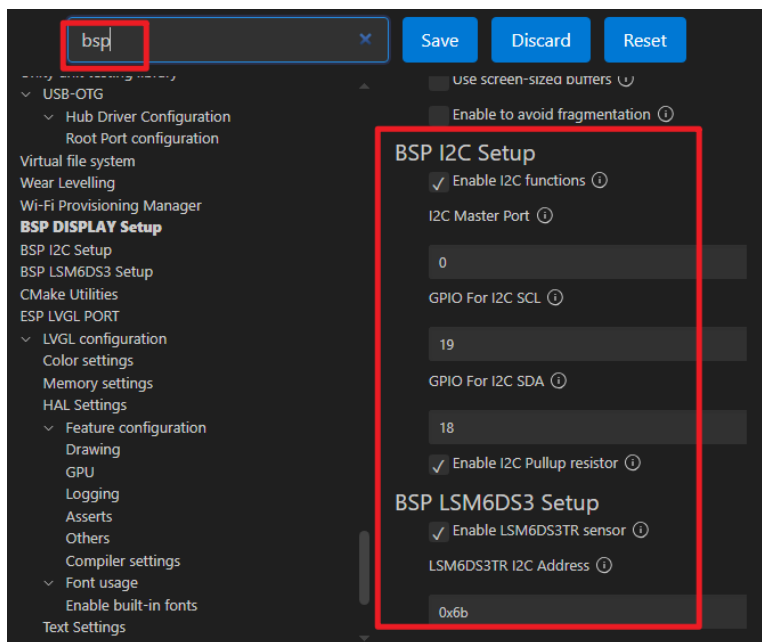 bsp
Save
Discard
Reset
USB-OTG
Hub Driver Configuration
Root Port configuration
Virtual file system
Wear Levelling
Wi-Fi Provisioning Manager
BSP DISPLAY Setup
BSP I2C Setup
BSP LSM6DS3 Setup
CMake Utilities
ESP LVGL PORT
LVGL configuration
Color settings
Memory settings
HAL Settings
Feature configuration
Drawing
GPU
Logging
Asserts
Others
Compiler settings
Font usage
Enable built-in fonts
Text Settings
Use screen-sized buffers
Enable to avoid fragmentation
BSP I2C Setup
Enable I2C functions
I2C Master Port
0
GPIO For I2C SCL
19
GPIO For I2C SDA
18
Enable I2C Pullup resistor
BSP LSM6DS3 Setup
Enable LSM6DS3TR sensor
LSM6DS3TR I2C Address
0x6b